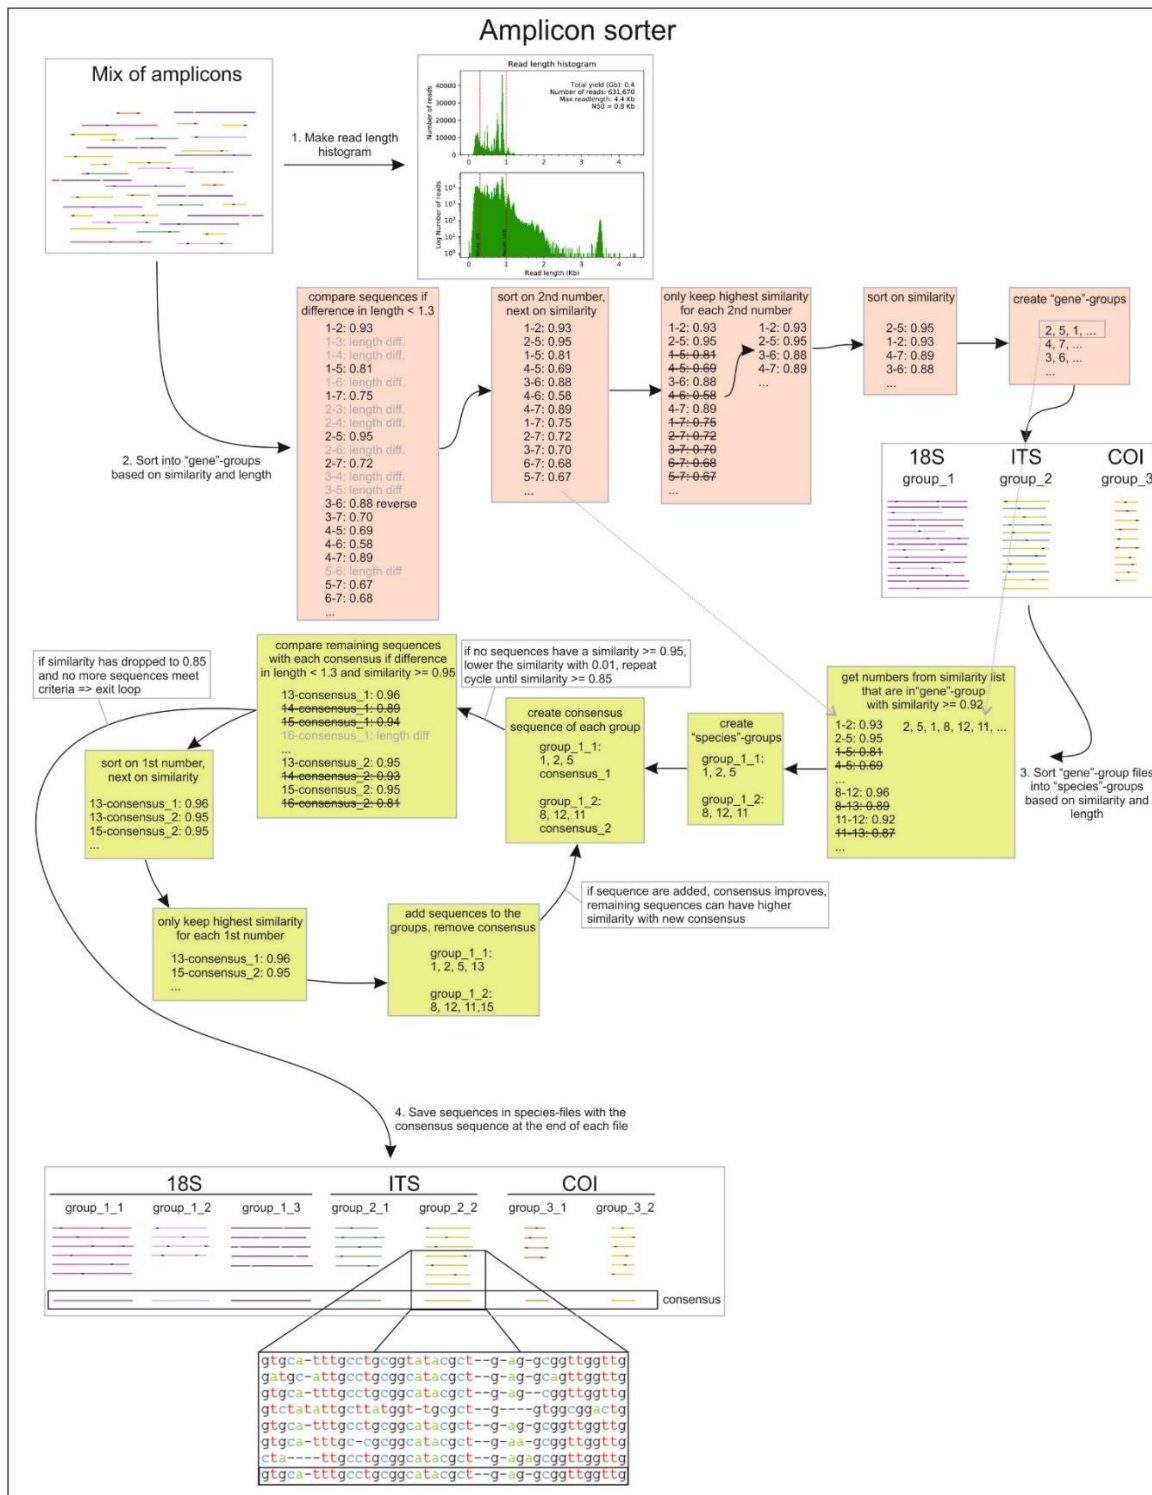 Amplicon sorter
Mix of amplicons
1. Make read length
histogram
Read length histogram
Total yield (Gb): 0.4
Number of reads: 631,670
Max readlength: 4.4 Kb
N50 = 0.8 Kb
Number of reads
40000
30000
20000
10000
0
0 1 2 3 4
Log Number of reads
10⁴
10³
10²
10¹
10⁰
0 1 2 3 4
Read length (Kb)
2. Sort into "gene"-groups
based on similarity and length
compare sequences if
difference in length < 1.3
1-2: 0.93
1-3: length diff.
1-4: length diff.
1-5: 0.81
1-6: length diff.
1-7: 0.75
2-3: length diff.
2-4: length diff.
2-5: 0.95
2-6: length diff.
2-7: 0.72
3-4: length diff.
3-5: length diff
3-6: 0.88 reverse
3-7: 0.70
4-5: 0.69
4-6: 0.58
4-7: 0.89
5-6: length diff
5-7: 0.67
6-7: 0.68
...
sort on 2nd number,
next on similarity
1-2: 0.93
2-5: 0.95
1-5: 0.81
4-5: 0.69
3-6: 0.88
4-6: 0.58
4-7: 0.89
1-7: 0.75
2-7: 0.72
3-7: 0.70
6-7: 0.68
5-7: 0.67
...
only keep highest similarity
for each 2nd number
1-2: 0.93
2-5: 0.95
1-5: 0.81
4-5: 0.69
3-6: 0.88
4-6: 0.58
4-7: 0.89
1-7: 0.75
2-7: 0.72
3-7: 0.70
6-7: 0.68
5-7: 0.67
...
1-2: 0.93
2-5: 0.95
3-6: 0.88
4-7: 0.89
...
sort on similarity
2-5: 0.95
1-2: 0.93
4-7: 0.89
3-6: 0.88
...
create "gene"-groups
2, 5, 1, ...
4, 7, ...
3, 6, ...
...
18S ITS COI
group_1 group_2 group_3
3. Sort "gene"-group files
into "species"-groups
based on similarity and
length
get numbers from similarity list
that are in"gene"-group
with similarity >= 0.92
1-2: 0.93
2-5: 0.95
1-5: 0.81
4-5: 0.69
...
8-12: 0.96
8-13: 0.89
11-12: 0.92
11-13: 0.87
...
2, 5, 1, 8, 12, 11, ...
create
"species"-groups
group_1_1:
1, 2, 5
group_1_2:
8, 12, 11
create consensus
sequence of each group
group_1_1:
1, 2, 5
consensus_1
group_1_2:
8, 12, 11
consensus_2
if no sequences have a similarity >= 0.95,
lower the similarity with 0.01, repeat
cycle until similarity >= 0.85
compare remaining sequences
with each consensus if difference
in length < 1.3 and similarity >= 0.95
13-consensus_1: 0.96
14-consensus_1: 0.89
15-consensus_1: 0.94
16-consensus_1: length diff
...
13-consensus_2: 0.95
14-consensus_2: 0.93
15-consensus_2: 0.95
16-consensus_2: 0.81
if similarity has dropped to 0.85
and no more sequences meet
criteria => exit loop
sort on 1st number,
next on similarity
13-consensus_1: 0.96
13-consensus_2: 0.95
15-consensus_2: 0.95
...
only keep highest similarity
for each 1st number
13-consensus_1: 0.96
15-consensus_2: 0.95
...
add sequences to the
groups, remove consensus
group_1_1:
1, 2, 5, 13
group_1_2:
8, 12, 11,15
if sequence are added, consensus improves,
remaining sequences can have higher
similarity with new consensus
4. Save sequences in species-files with the
consensus sequence at the end of each file
18S ITS COI
group_1_1 group_1_2 group_1_3 group_2_1 group_2_2 group_3_1 group_3_2
consensus
gtgca-tttgcctgcggtatacgct--g-ag-gcggttggttg
gatgc-attgcctgcggcatacgct--g-ag-gcagttggttg
gtgca-tttgcctgcggcatacgct--g-ag--cggttggttg
gtctatattgcttatggt-tgcgct--g----gtggcggactg
gtgca-tttgcctgcggcatacgct--g-ag-gcggttggttg
gtgca-tttgc-cgcggcatacgct--g-aa-gcggttggttg
cta----ttgcctgcggcatacgct--g-agagcggttggttg
gtgca-tttgcctgcggcatacgct--g-ag-gcggttggttg